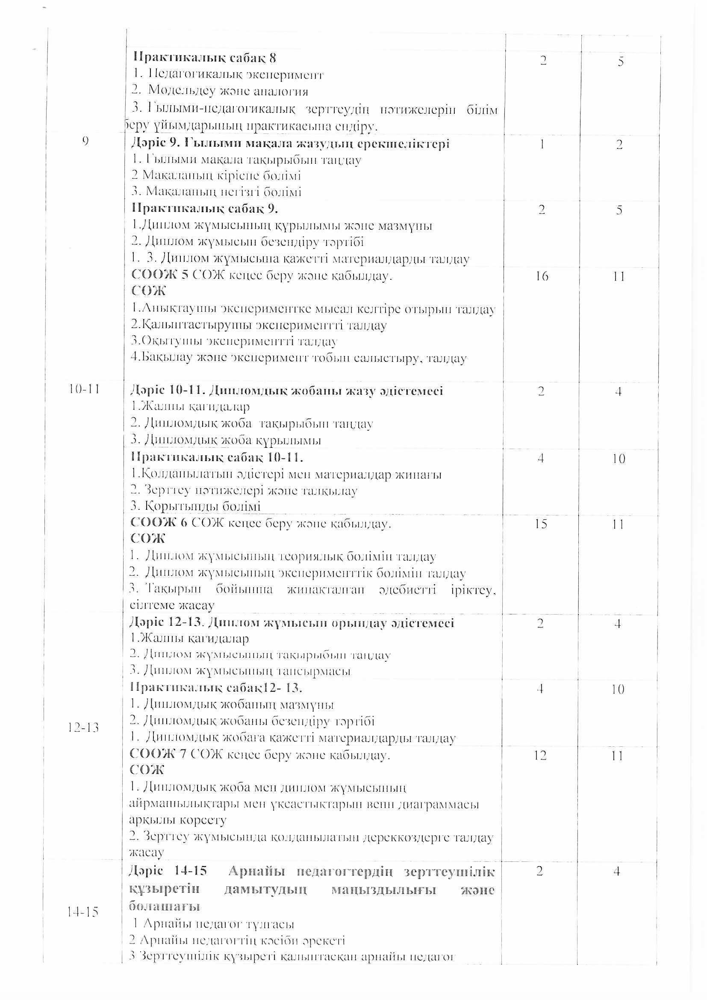 Практикалық сабақ 8 2 5
1. Педагогикалық эксперимент
2. Модельдеу және аналогия
3. Ғылыми-педагогикалық зерттеудің нәтижелерін білім
беру ұйымдарының практикасына ендіру.
9 Дәріс 9. Ғылыми мақала жазудың ерекшеліктері 1 2
1. Ғылыми мақала тақырыбын таңдау
2 Мақаланың кіріспе бөлімі
3. Мақаланың негізгі бөлімі
Практикалық сабақ 9. 2 5
1.Диплом жұмысының құрылымы және мазмұны
2. Диплом жұмысын безендіру тәртібі
1. 3. Диплом жұмысына қажетті материалдарды талдау
СООЖ 5 СОЖ кеңес беру және қабылдау. 16 11
СОЖ
1.Анықтаушы экспериментке мысал келтіре отырып талдау
2.Қалыптастырушы экспериментті талдау
3.Оқытушы экспериментті талдау
4.Бақылау және эксперимент тобын салыстыру, талдау
10-11 Дәріс 10-11. Дипломдық жобаны жазу әдістемесі 2 4
1.Жалпы қағидалар
2. Дипломдық жоба тақырыбын таңдау
3. Дипломдық жоба құрылымы
Практикалық сабақ 10-11. 4 10
1.Қолданылатын әдістері мен материалдар жинағы
2. Зерттеу нәтижелері және талқылау
3. Қорытынды бөлімі
СООЖ 6 СОЖ кеңес беру және қабылдау. 15 11
СОЖ
1. Диплом жұмысының теориялық бөлімін талдау
2. Диплом жұмысының эксперименттік бөлімін талдау
3. Тақырып бойынша жинақталған әдебиетті іріктеу,
сілтеме жасау
Дәріс 12-13. Диплом жұмысын орындау әдістемесі 2 4
1.Жалпы қағидалар
2. Диплом жұмысының тақырыбын таңдау
3. Диплом жұмысының тапсырмасы
Практикалық сабақ12- 13. 4 10
1. Дипломдық жобаның мазмұны
2. Дипломдық жобаны безендіру тәртібі
12-13
1. Дипломдық жобаға қажетті материалдарды талдау
СООЖ 7 СОЖ кеңес беру және қабылдау. 12 11
СОЖ
1. Дипломдық жоба мен диплом жұмысының
айрмашылықтары мен ұқсастықтарын венн диаграммасы
арқылы көрсету
2. Зерттеу жұмысында қолданылатын дереккөздерге талдау
жасау
Дәріс 14-15 Арнайы педагогтердің зерттеушілік 2 4
құзыретін дамытудың маңыздылығы және
болашағы
14-15
1 Арнайы педагог тұлғасы
2 Арнайы педагогтің кәсіби әрекеті
3 Зерттеушілік құзыреті қалыптасқан арнайы педагог